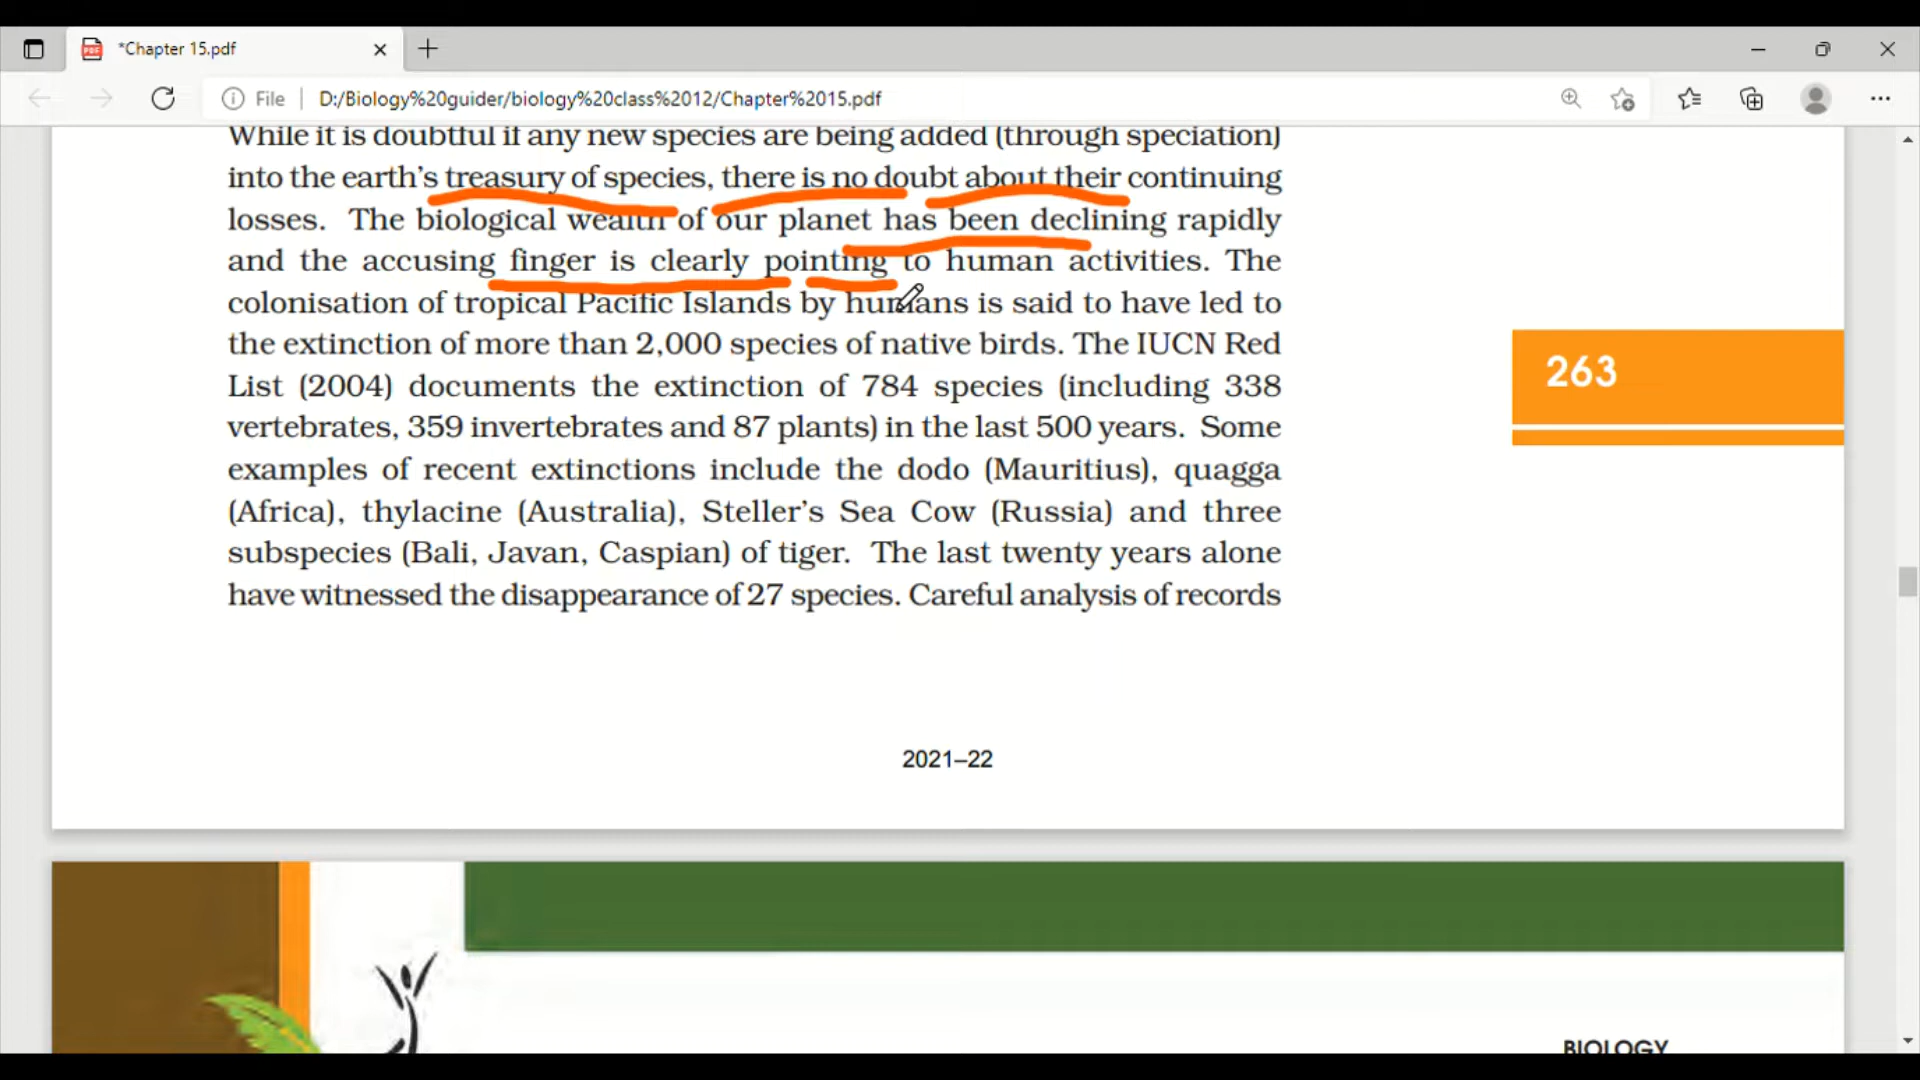 *Chapter 15.pdf
File
D:/Biology%20guider/biology%20class%2012/Chapter%2015.pdf
While it is doubtful if any new species are being added (through speciation)
into the earth's treasury of species, there is no doubt about their continuing
losses. The biological wealth of our planet has been declining rapidly
and the accusing finger is clearly pointing to human activities. The
colonisation of tropical Pacific Islands by humans is said to have led to
the extinction of more than 2,000 species of native birds. The IUCN Red
List (2004) documents the extinction of 784 species (including 338
vertebrates, 359 invertebrates and 87 plants) in the last 500 years. Some
examples of recent extinctions include the dodo (Mauritius), quagga
(Africa), thylacine (Australia), Steller's Sea Cow (Russia) and three
subspecies (Bali, Javan, Caspian) of tiger. The last twenty years alone
have witnessed the disappearance of 27 species. Careful analysis of records
263
2021–22
BIOLOGY